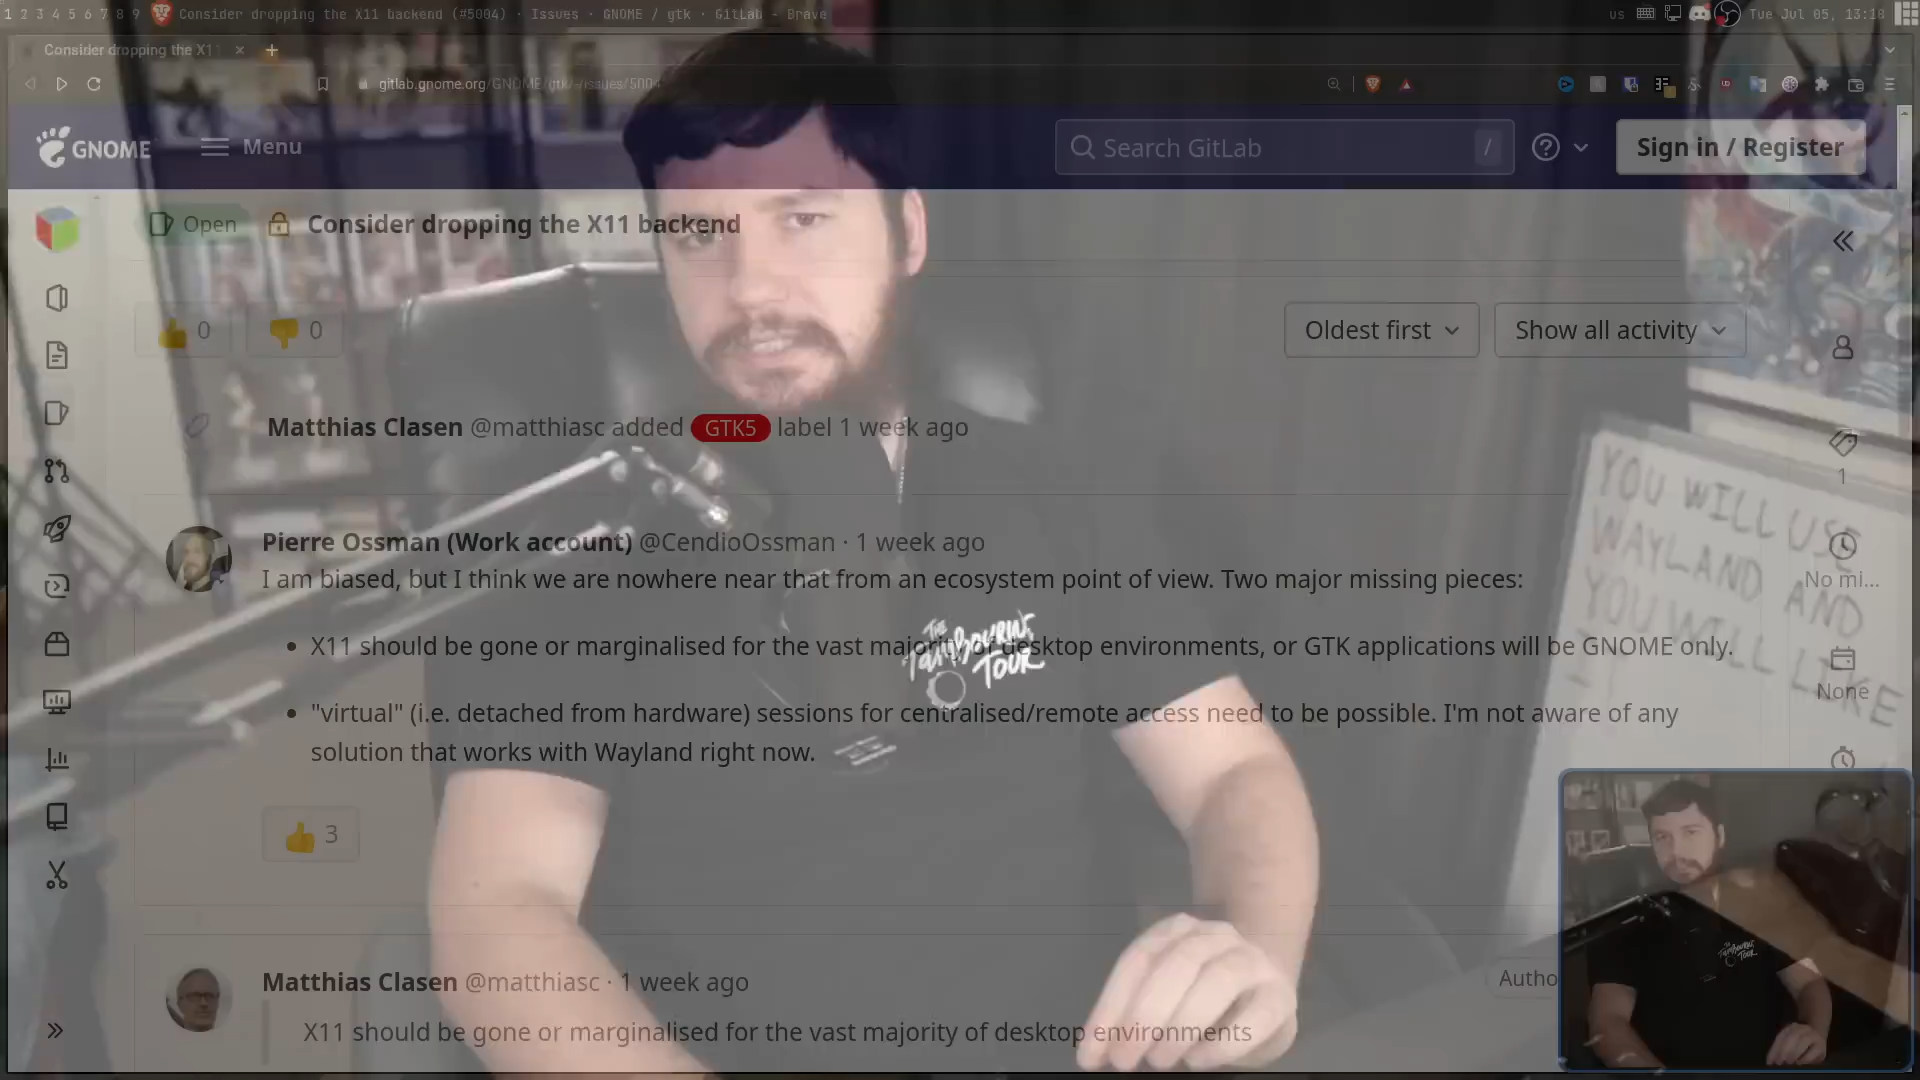 1 2 3 4 5 6 7 8 9 Consider dropping the X11 backend (#5004) · Issues · GNOME / gtk · GitLab - Brave us Tue Jul 05, 13:18
Consider dropping the X11
gitlab.gnome.org/GNOME/gtk/-/issues/5004
GNOME Menu Search GitLab / Sign in / Register
Open Consider dropping the X11 backend
0 0 Oldest first Show all activity
Matthias Clasen @matthiasc added GTK5 label 1 week ago
1
Pierre Ossman (Work account) @CendioOssman · 1 week ago
I am biased, but I think we are nowhere near that from an ecosystem point of view. Two major missing pieces:
No mi...
• X11 should be gone or marginalised for the vast majority of desktop environments, or GTK applications will be GNOME only.
None
• "virtual" (i.e. detached from hardware) sessions for centralised/remote access need to be possible. I'm not aware of any
solution that works with Wayland right now.
3
Matthias Clasen @matthiasc · 1 week ago
Autho
X11 should be gone or marginalised for the vast majority of desktop environments
YOU WILL USE
WAYLAND AND
YOU WILL LIKE
IT
THE
Tambourine
TOUR